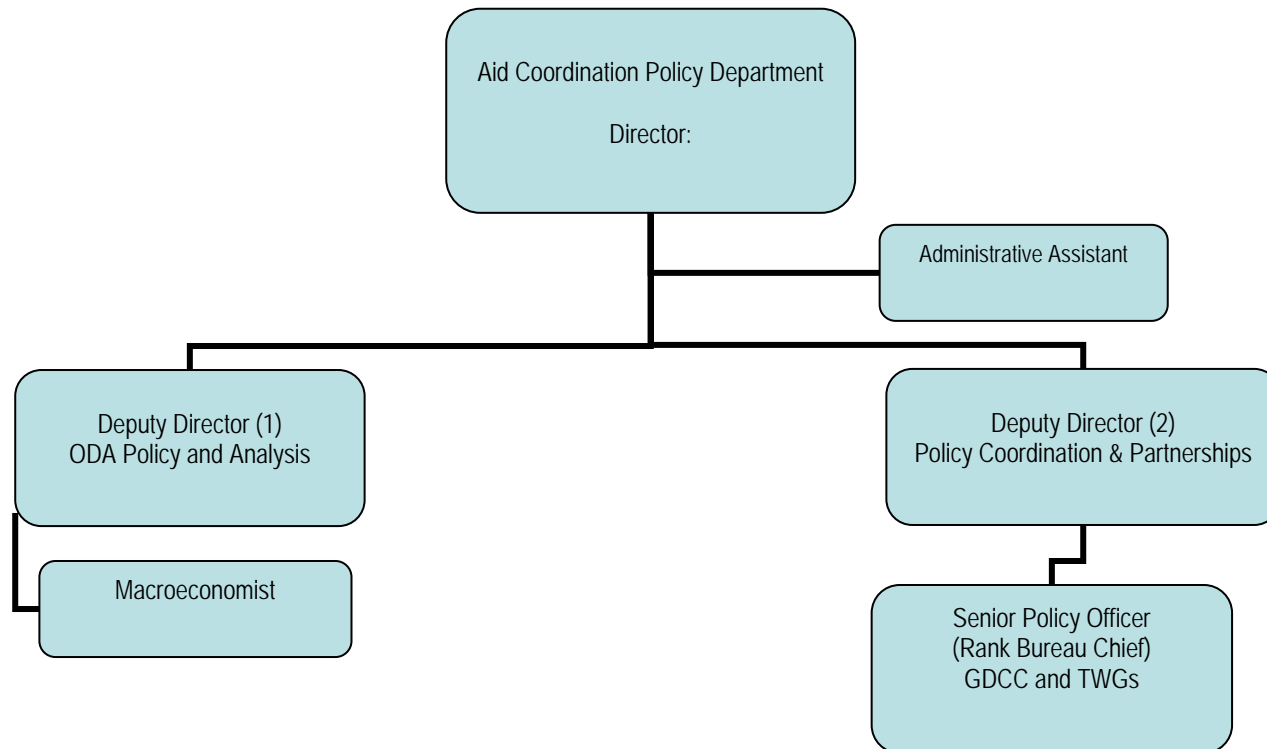 Aid Coordination Policy Department
Director:
Administrative Assistant
Deputy Director (1)
ODA Policy and Analysis
Deputy Director (2)
Policy Coordination & Partnerships
Macroeconomist
Senior Policy Officer
(Rank Bureau Chief)
GDCC and TWGs